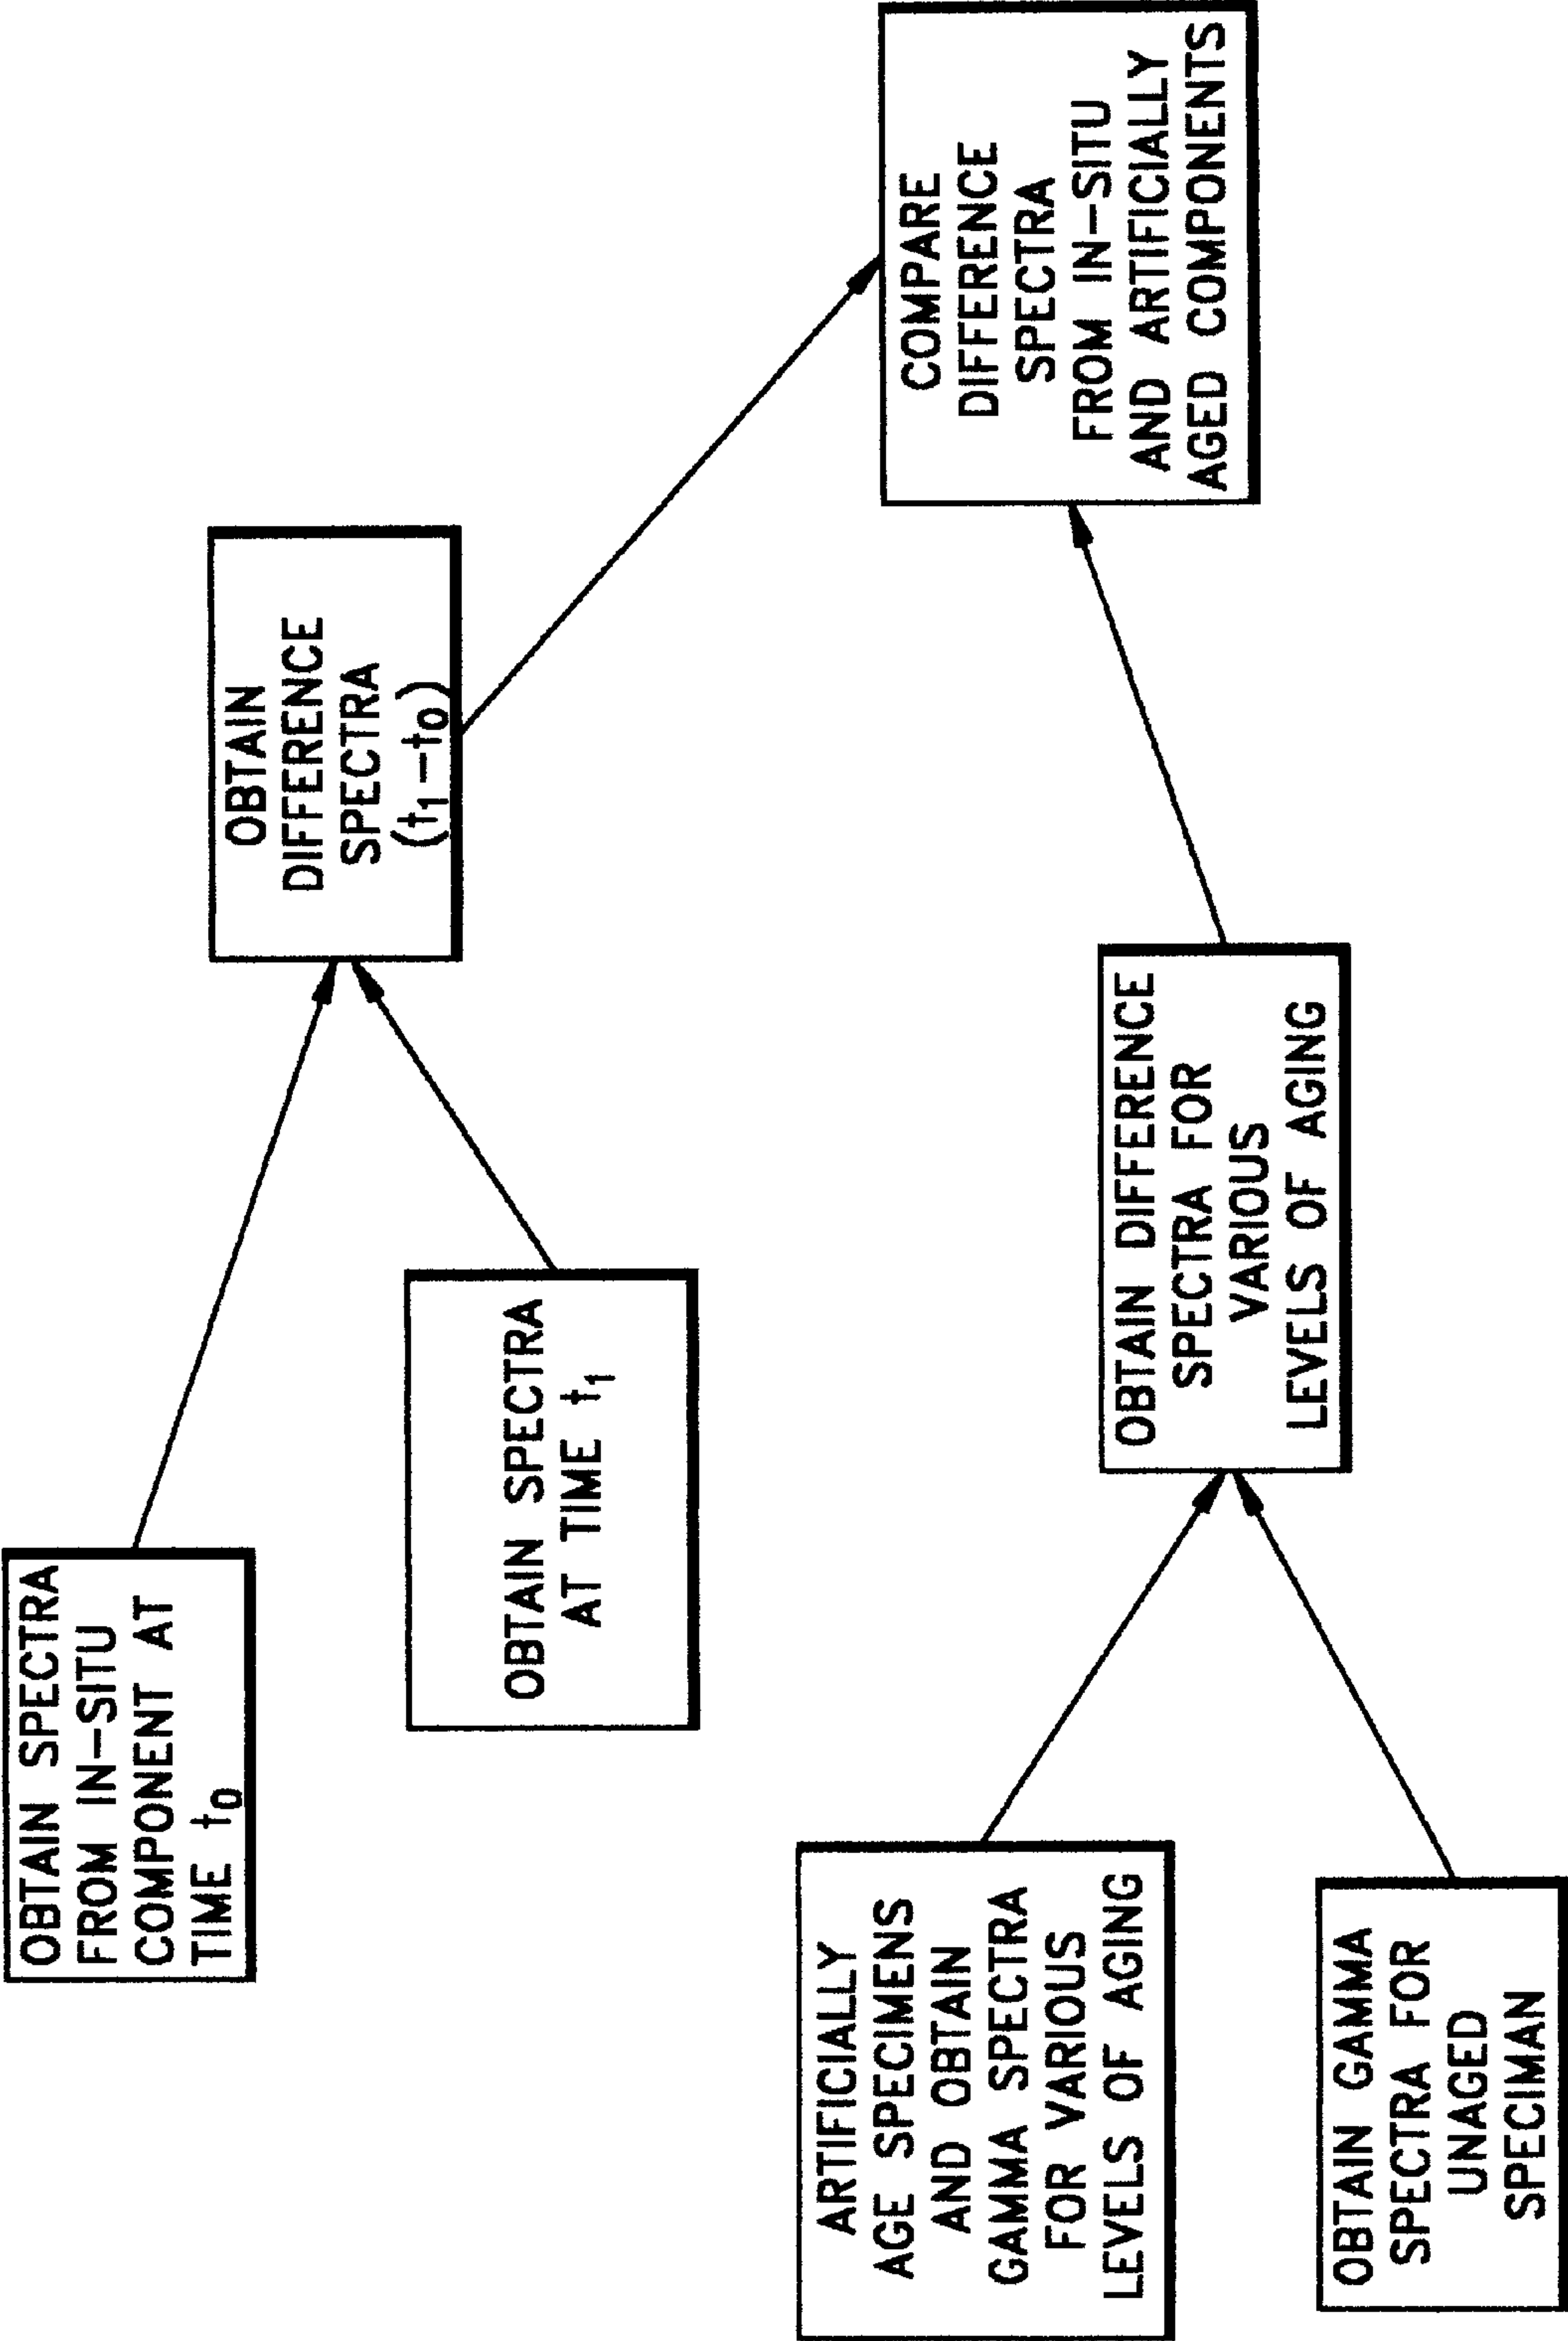 OBTAIN SPECTRA
FROM IN-SITU
COMPONENT AT
TIME t₀
OBTAIN SPECTRA
AT TIME t₁
OBTAIN
DIFFERENCE
SPECTRA
(t₁-t₀)
ARTIFICIALLY
AGE SPECIMENS
AND OBTAIN
GAMMA SPECTRA
FOR VARIOUS
LEVELS OF AGING
OBTAIN GAMMA
SPECTRA FOR
UNAGED
SPECIMAN
OBTAIN DIFFERENCE
SPECTRA FOR
VARIOUS
LEVELS OF AGING
COMPARE
DIFFERENCE
SPECTRA
FROM IN-SITU
AND ARTIFICIALLY
AGED COMPONENTS